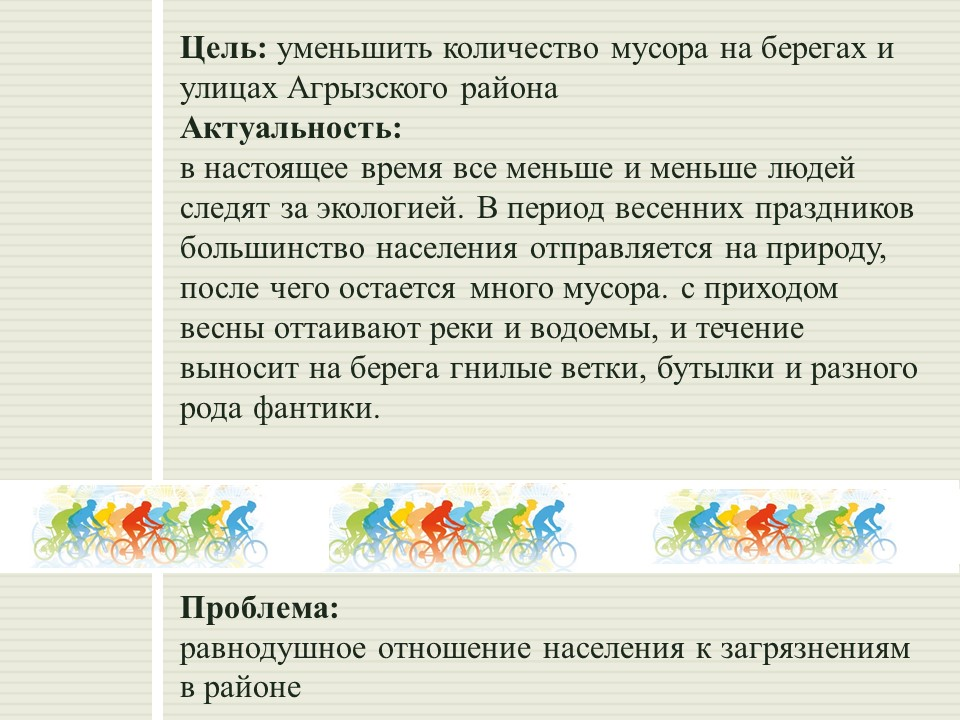 Цель: уменьшить количество мусора на берегах и
улицах Агрызского района
Актуальность:
в настоящее время все меньше и меньше людей
следят за экологией. В период весенних праздников
большинство населения отправляется на природу,
после чего остается много мусора. с приходом
весны оттаивают реки и водоемы, и течение
выносит на берега гнилые ветки, бутылки и разного
рода фантики.
Проблема:
равнодушное отношение населения к загрязнениям
в районе